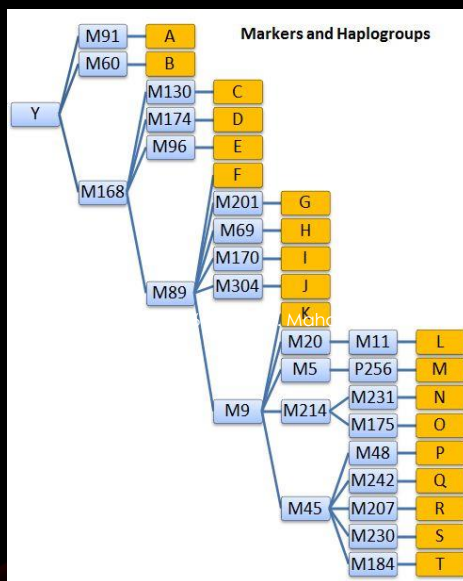 Markers and Haplogroups
M91 A
M60 B
Y
M130 C
M174 D
M96 E
M168
F
M201 G
M69 H
M170 I
M304 J
M89
K
M20 M11 L
M5 P256 M
M231 N
M9 M214
M175 O
M48 P
M242 Q
M45 M207 R
M230 S
M184 T